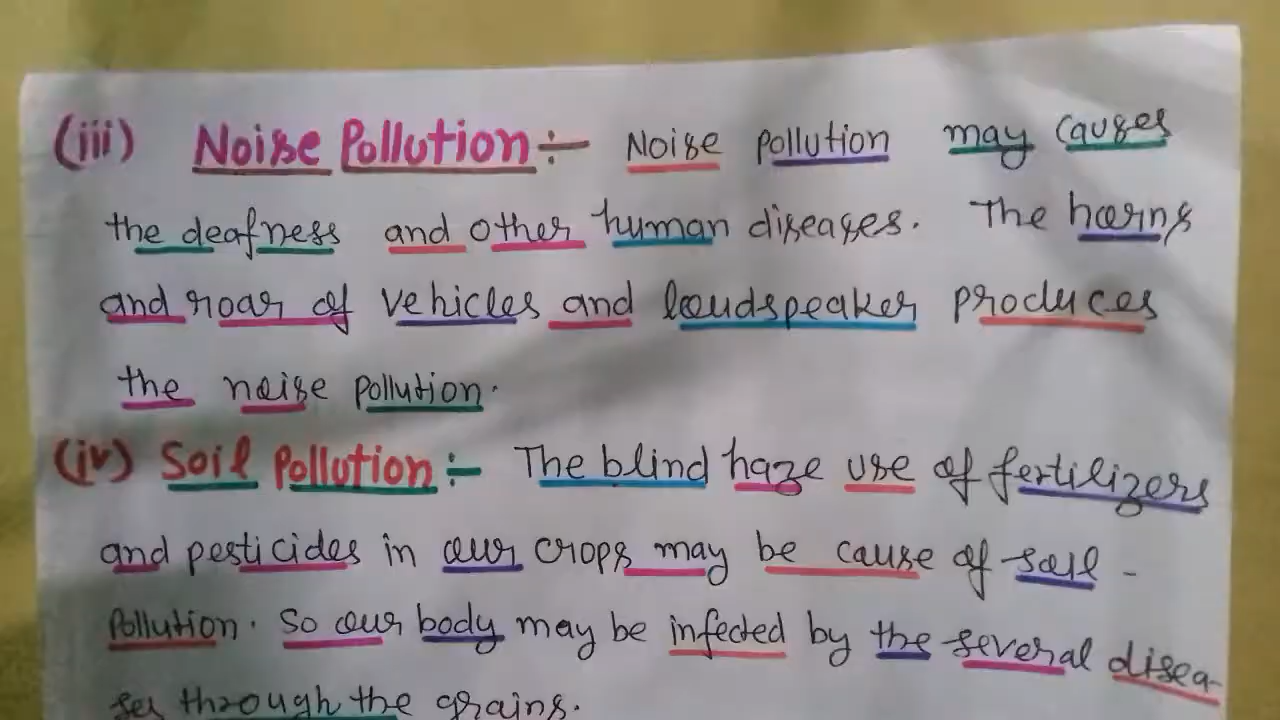 (iii) Noise Pollution :- Noise pollution may causes
the deafness and other human diseases. The horns
and roar of vehicles and loudspeaker produces
the noise pollution.
(iv) Soil Pollution :- The blind haze use of fertilizers
and pesticides in our crops may be cause of soil -
Pollution. So our body may be infected by the several disea-
ses through the grains.